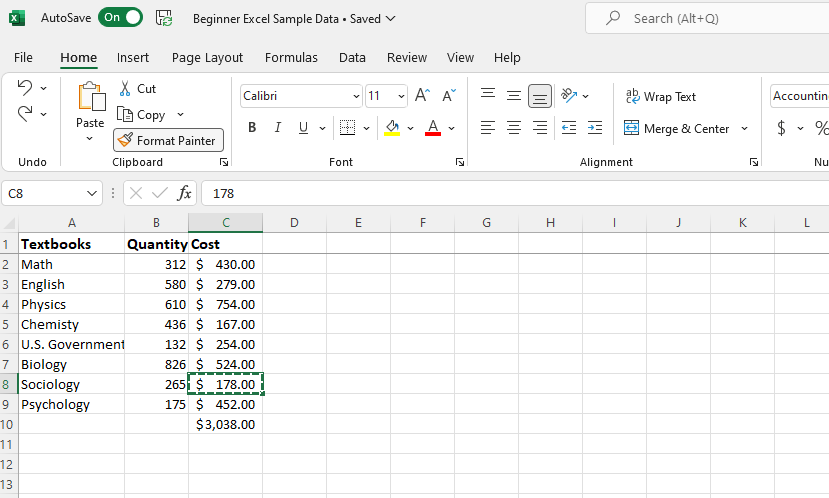 AutoSave On Beginner Excel Sample Data • Saved Search (Alt+Q)
File Home Insert Page Layout Formulas Data Review View Help
Cut
Calibri 11 A A ab Wrap Text Accountin
Paste Copy
Format Painter B I U A Merge & Center $ %
Undo Clipboard Font Alignment Nu
C8 fx 178
A B C D E F G H I J K L
1 Textbooks Quantity Cost
2 Math 312 $ 430.00
3 English 580 $ 279.00
4 Physics 610 $ 754.00
5 Chemisty 436 $ 167.00
6 U.S. Government 132 $ 254.00
7 Biology 826 $ 524.00
8 Sociology 265 $ 178.00
9 Psychology 175 $ 452.00
10 $3,038.00
11
12
13